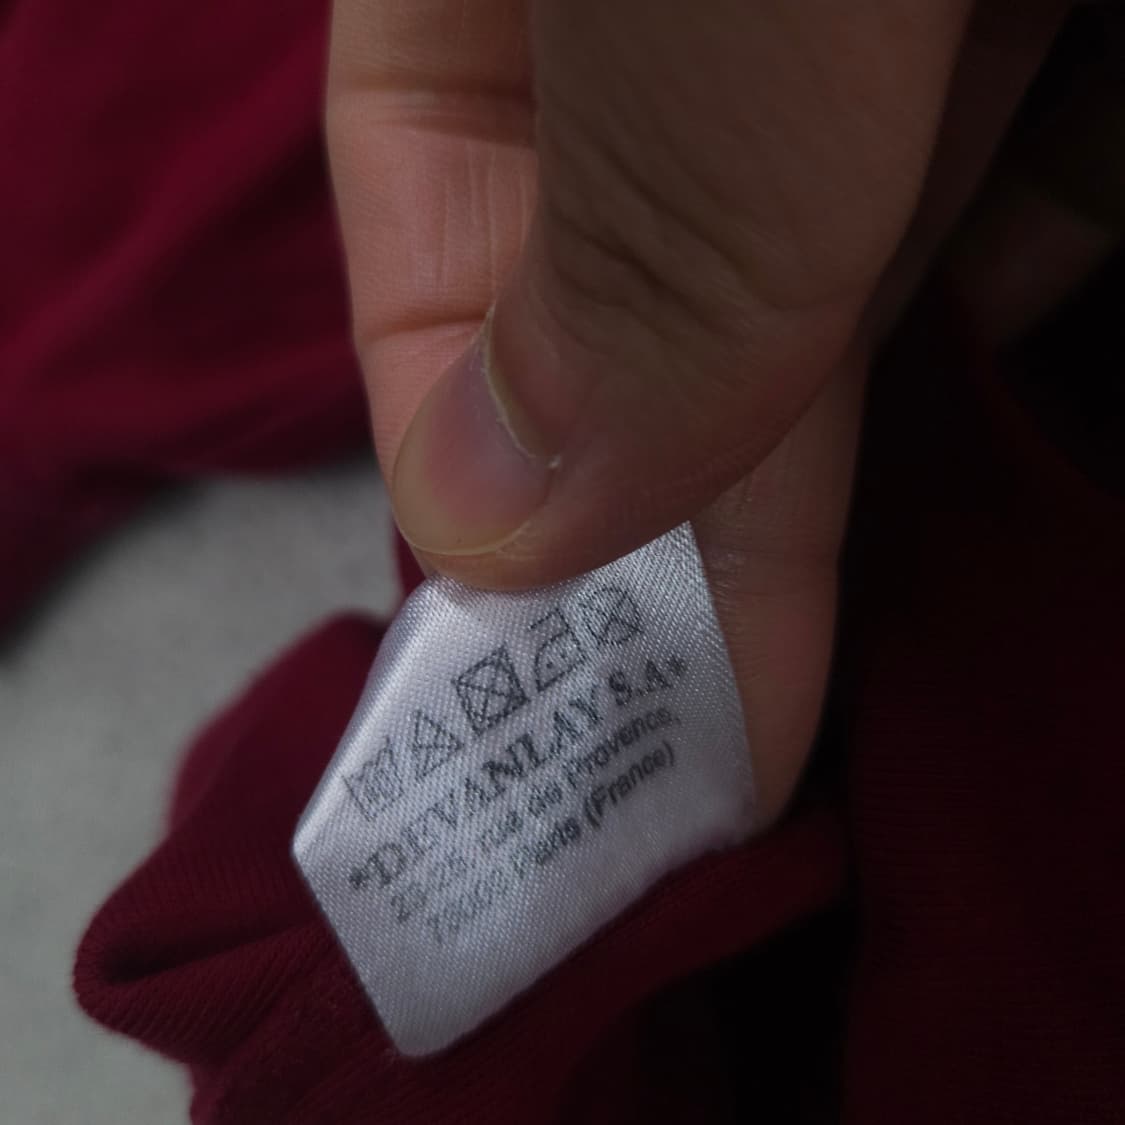 *DEVANLAY S.A*
23-25, rue de Provence,
75009 Paris (France)